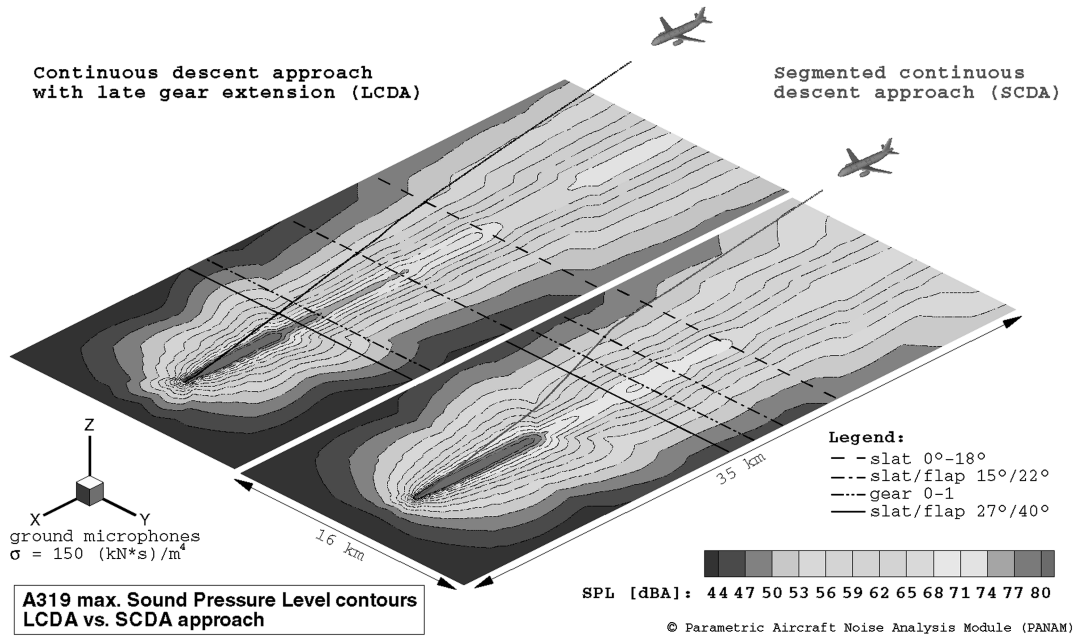 Continuous descent approach
with late gear extension (LCDA)
Segmented continuous
descent approach (SCDA)
Legend:
slat 0°-18°
slat/flap 15°/22°
gear 0-1
slat/flap 27°/40°
35 km
16 km
Z
X
Y
ground microphones
σ = 150 (kN*s)/m⁴
SPL [dBA]: 44 47 50 53 56 59 62 65 68 71 74 77 80
A319 max. Sound Pressure Level contours
LCDA vs. SCDA approach
© Parametric Aircraft Noise Analysis Module (PANAM)